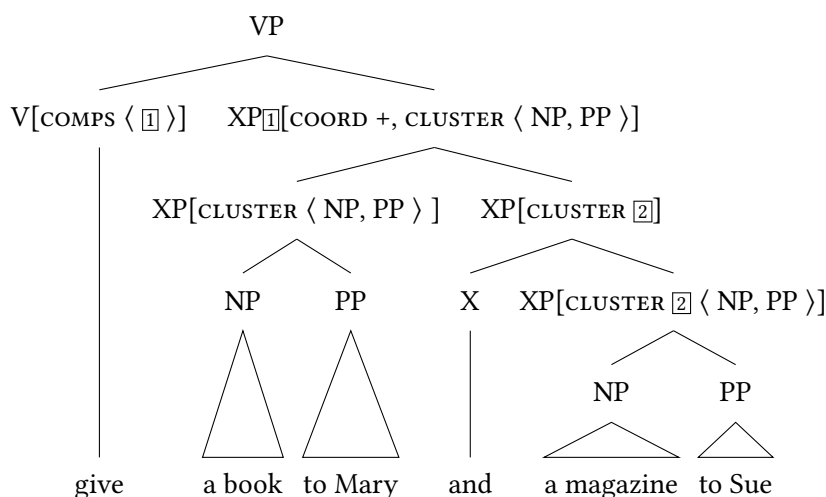 VP
V[COMPS ⟨ 1 ⟩] XP1[COORD +, CLUSTER ⟨ NP, PP ⟩]
XP[CLUSTER ⟨ NP, PP ⟩ ] XP[CLUSTER 2]
NP PP X XP[CLUSTER 2 ⟨ NP, PP ⟩]
NP PP
give a book to Mary and a magazine to Sue